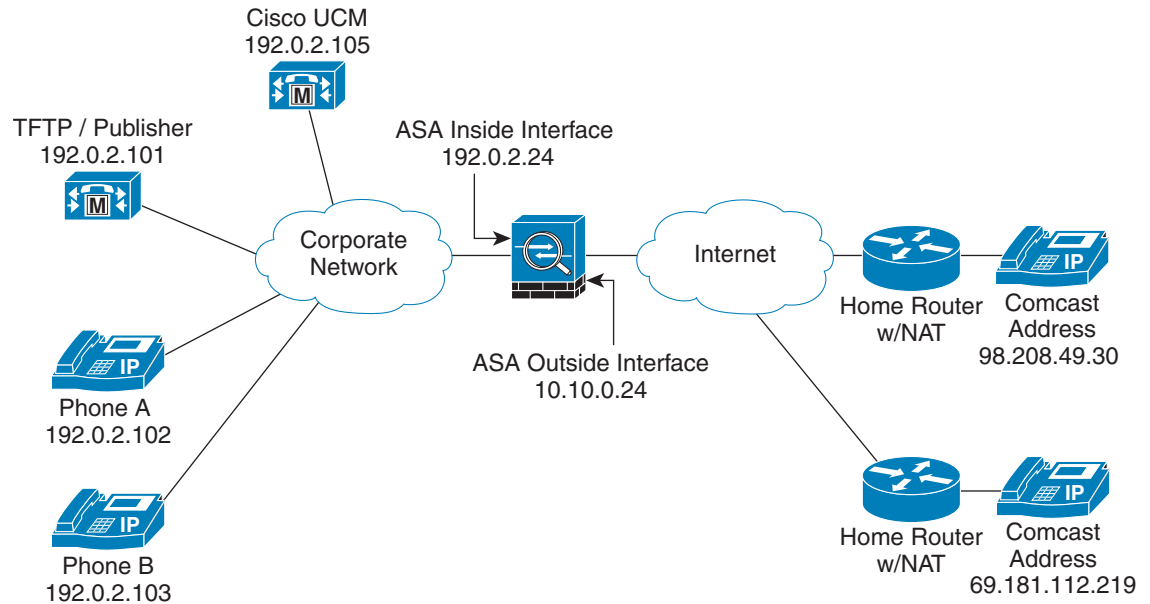 Cisco UCM
192.0.2.105
M
TFTP / Publisher
192.0.2.101
M
ASA Inside Interface
192.0.2.24
Corporate
Network
Internet
IP
Home Router
w/NAT
Comcast
Address
98.208.49.30
ASA Outside Interface
10.10.0.24
IP
Phone A
192.0.2.102
IP
Phone B
192.0.2.103
IP
Home Router
w/NAT
Comcast
Address
69.181.112.219